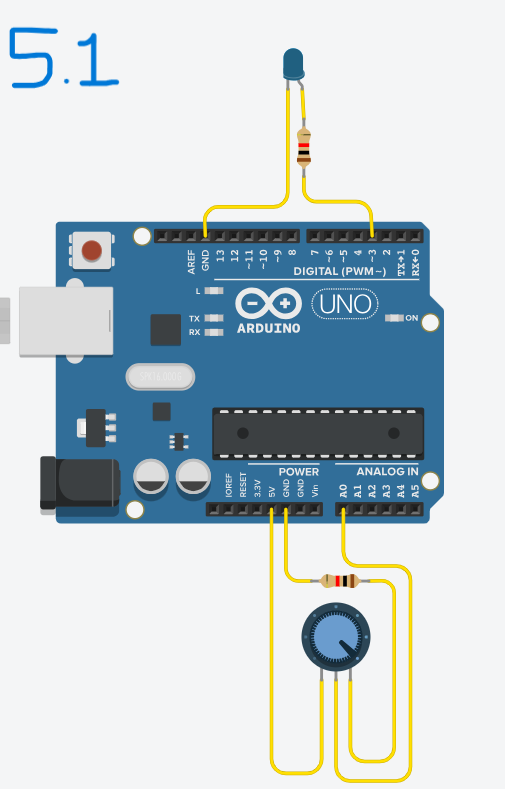 5.1
AREF
GND
13
12
~11
~10
~9
8
7
~6
~5
4
~3
2
TX→1
RX←0
DIGITAL (PWM~)
L
TX
RX
ARDUINO
UNO
ON
POWER
ANALOG IN
IOREF
RESET
3.3V
5V
GND
GND
Vin
A0
A1
A2
A3
A4
A5